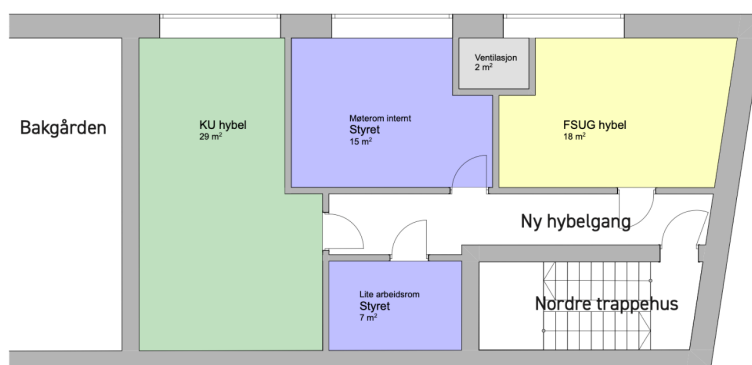 Bakgården
KU hybel
29 m²
Møterom internt
Styret
15 m²
Ventilasjon
2 m²
FSUG hybel
18 m²
Ny hybelgang
Lite arbeidsrom
Styret
7 m²
Nordre trappehus